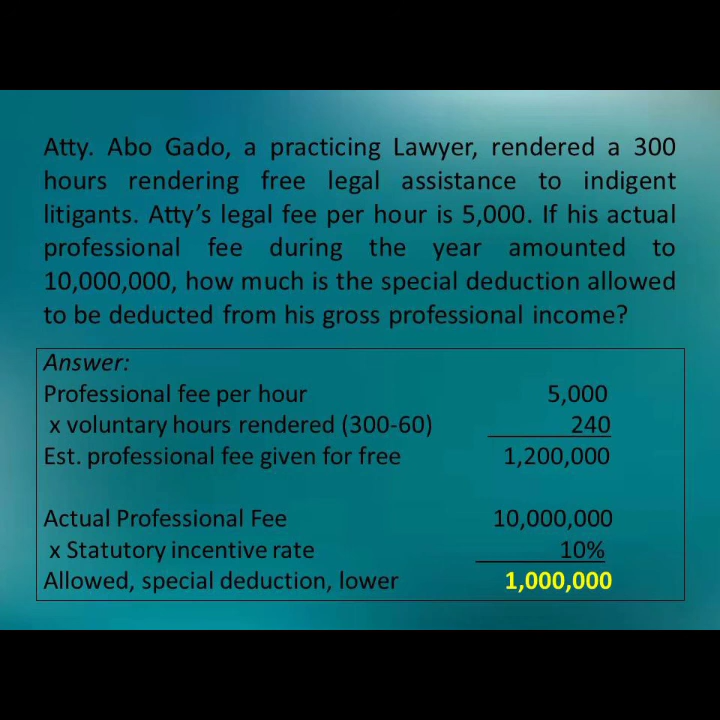 Atty. Abo Gado, a practicing Lawyer, rendered a 300
hours rendering free legal assistance to indigent
litigants. Atty’s legal fee per hour is 5,000. If his actual
professional fee during the year amounted to
10,000,000, how much is the special deduction allowed
to be deducted from his gross professional income?
Answer:
Professional fee per hour 5,000
x voluntary hours rendered (300-60) 240
Est. professional fee given for free 1,200,000
Actual Professional Fee 10,000,000
x Statutory incentive rate 10%
Allowed, special deduction, lower 1,000,000